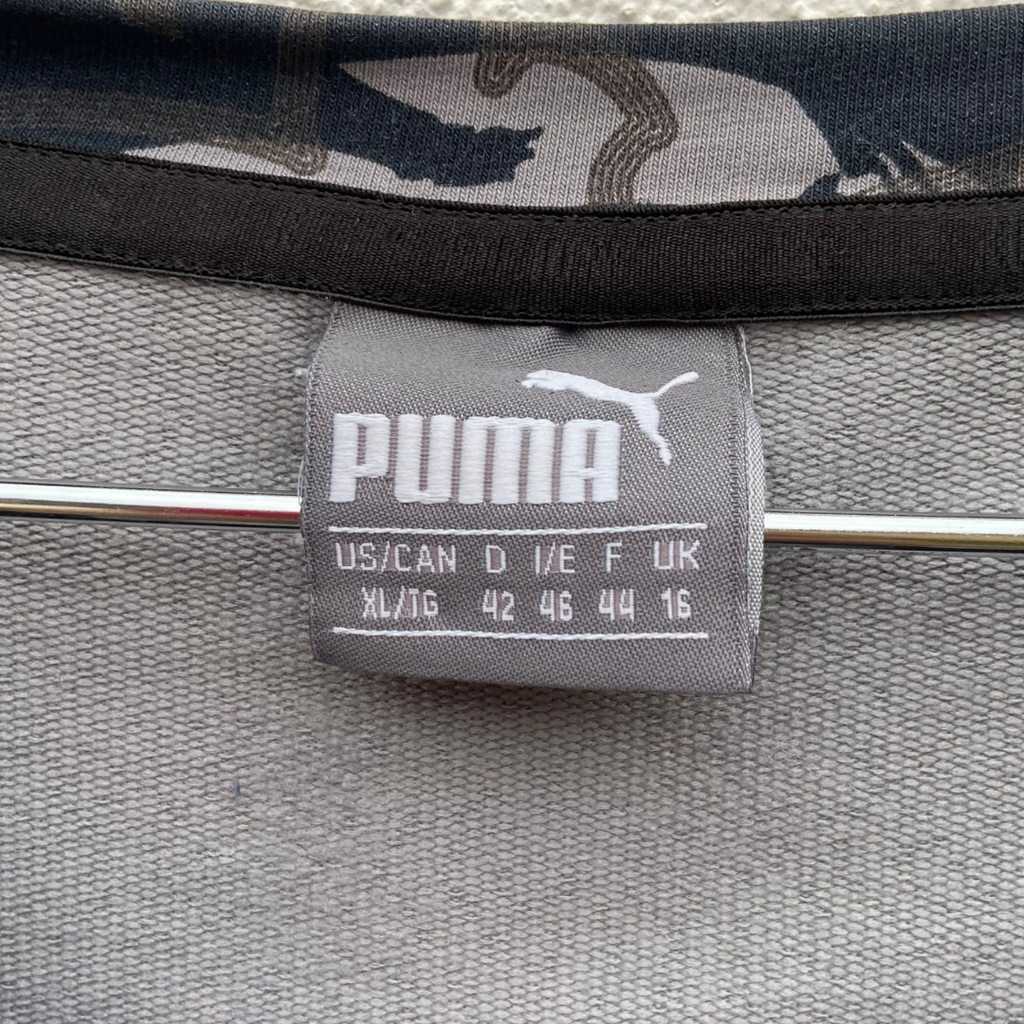 PUMA
US/CAN D I/E F UK
XL/TG 42 46 44 16